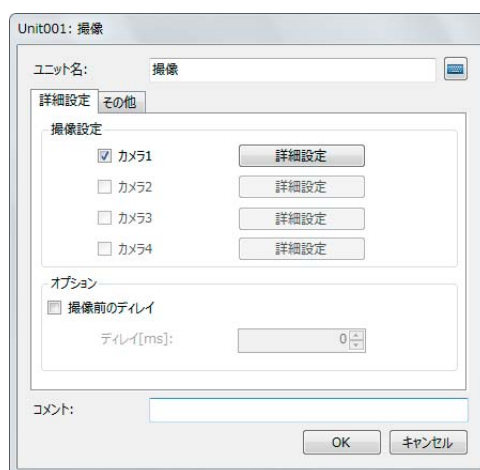 Unit001: 撮像
ユニット名: 撮像
詳細設定 その他
撮像設定
カメラ1 詳細設定
カメラ2 詳細設定
カメラ3 詳細設定
カメラ4 詳細設定
オプション
撮像前のディレイ
ディレイ[ms]: 0
コメント:
OK キャンセル